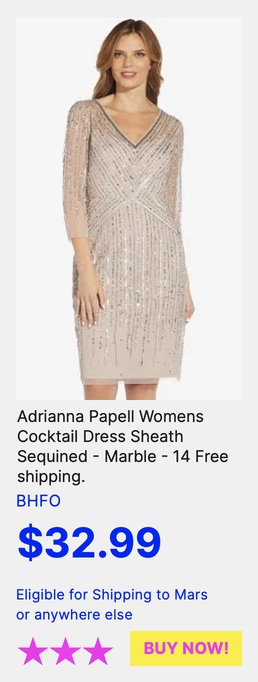 Adrianna Papell Womens
Cocktail Dress Sheath
Sequined - Marble - 14 Free
shipping.
BHFO
$32.99
Eligible for Shipping to Mars
or anywhere else
BUY NOW!